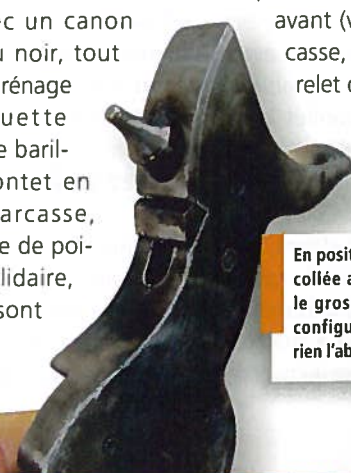 ec un canon
u noir, tout
rénage
uette
e baril-
ontet en
arcasse,
e de poi-
lidaire,
sont
avant (v
casse,
relet d
En posit
collée a
le gros
configu
rien l'ab